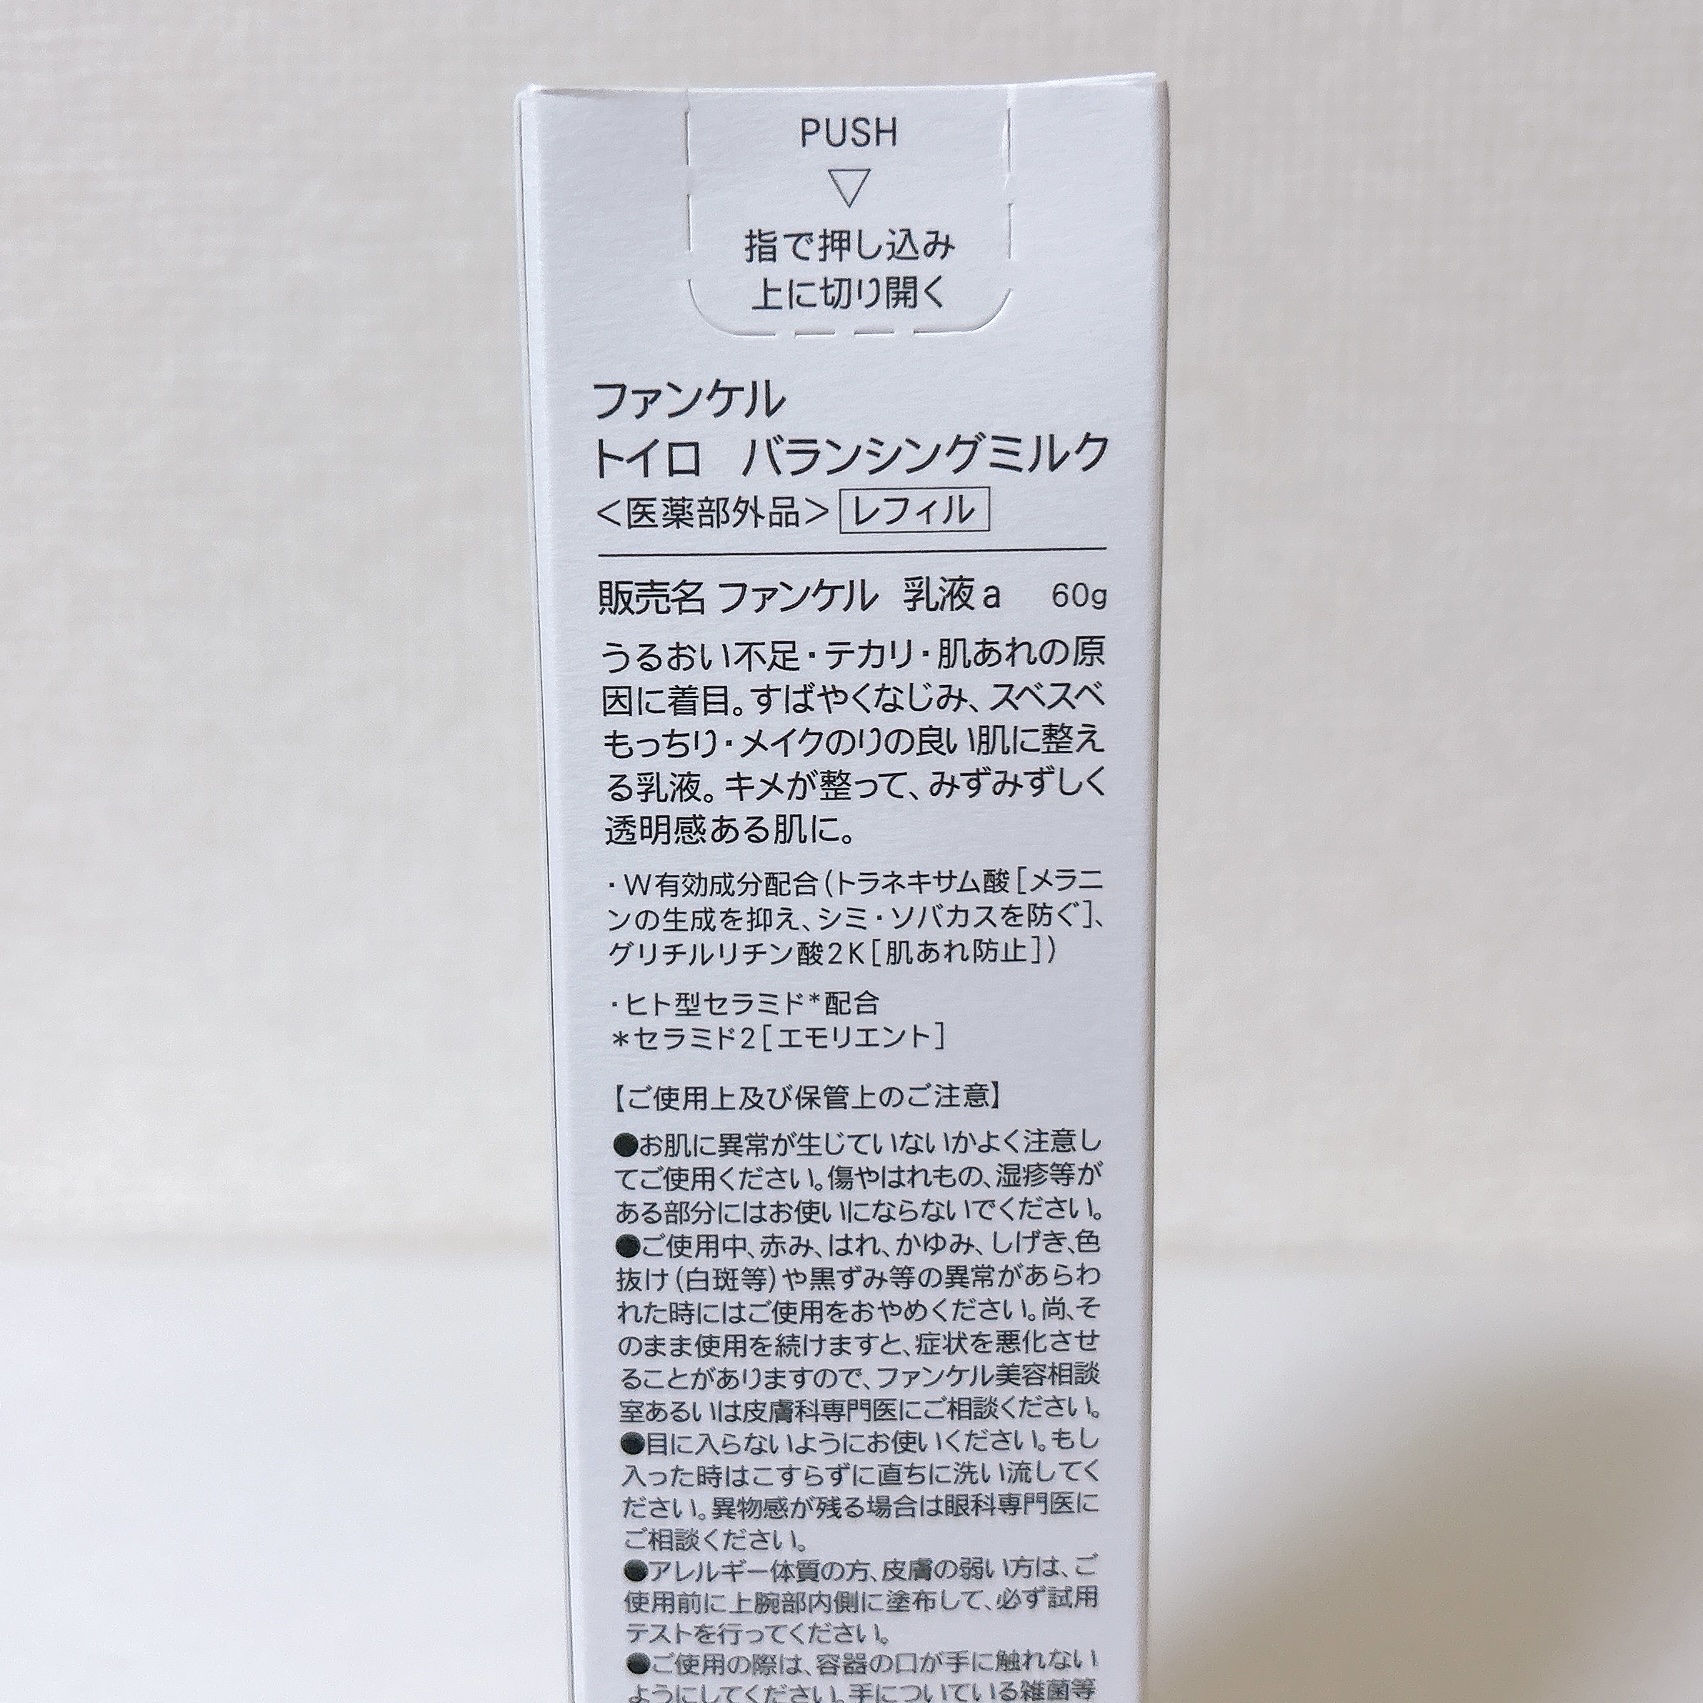 PUSH
指で押し込み
上に切り開く
ファンケル
トイロ バランシングミルク
<医薬部外品> レフィル
販売名 ファンケル 乳液a 60g
うるおい不足・テカリ・肌あれの原
因に着目。すばやくなじみ、スベスベ
もっちり・メイクのりの良い肌に整え
る乳液。キメが整って、みずみずしく
透明感ある肌に。
・W有効成分配合(トラネキサム酸[メラニ
ンの生成を抑え、シミ・ソバカスを防ぐ]、
グリチルリチン酸2K[肌あれ防止])
・ヒト型セラミド*配合
*セラミド2[エモリエント]
【ご使用上及び保管上のご注意】
●お肌に異常が生じていないかよく注意し
てご使用ください。傷やはれもの、湿疹等が
ある部分にはお使いにならないでください。
●ご使用中、赤み、はれ、かゆみ、しげき、色
抜け(白斑等)や黒ずみ等の異常があらわ
れた時にはご使用をおやめください。尚、そ
のまま使用を続けますと、症状を悪化させ
ることがありますので、ファンケル美容相談
室あるいは皮膚科専門医にご相談ください。
●目に入らないようにお使いください。もし
入った時はこすらずに直ちに洗い流してく
ださい。異物感が残る場合は眼科専門医に
ご相談ください。
●アレルギー体質の方、皮膚の弱い方は、ご
使用前に上腕部内側に塗布して、必ず試用
テストを行ってください。
●ご使用の際は、容器の口が手に触れない
ようにしてください。手についている雑菌等